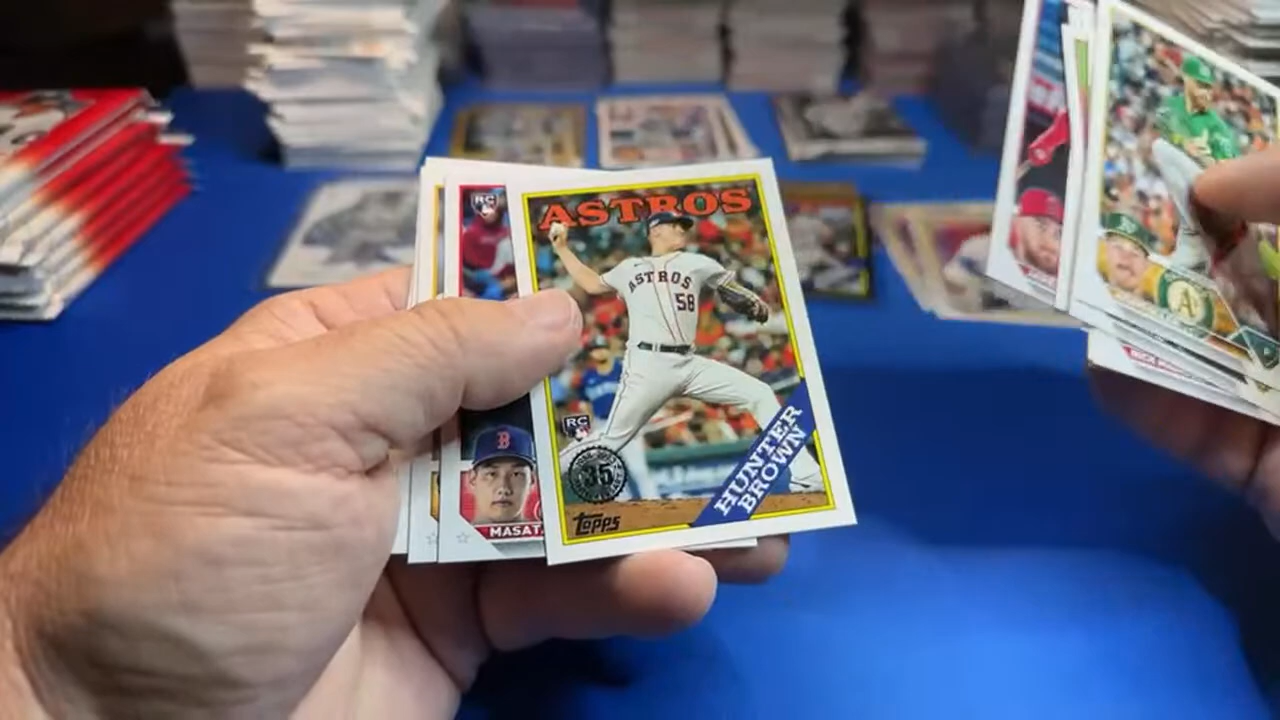 ASTROS
ASTROS
58
RC
RC
35
HUNTER
BROWN
Topps
B
MASAT
A